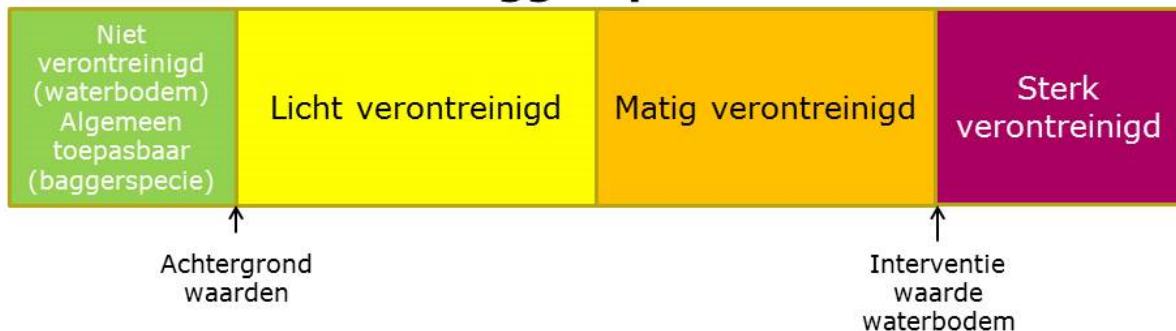 Niet
verontreinigd
(waterbodem)
Algemeen
toepasbaar
(baggerspecie)
Licht verontreinigd
Matig verontreinigd
Sterk
verontreinigd
Achtergrond
waarden
Interventie
waarde
waterbodem